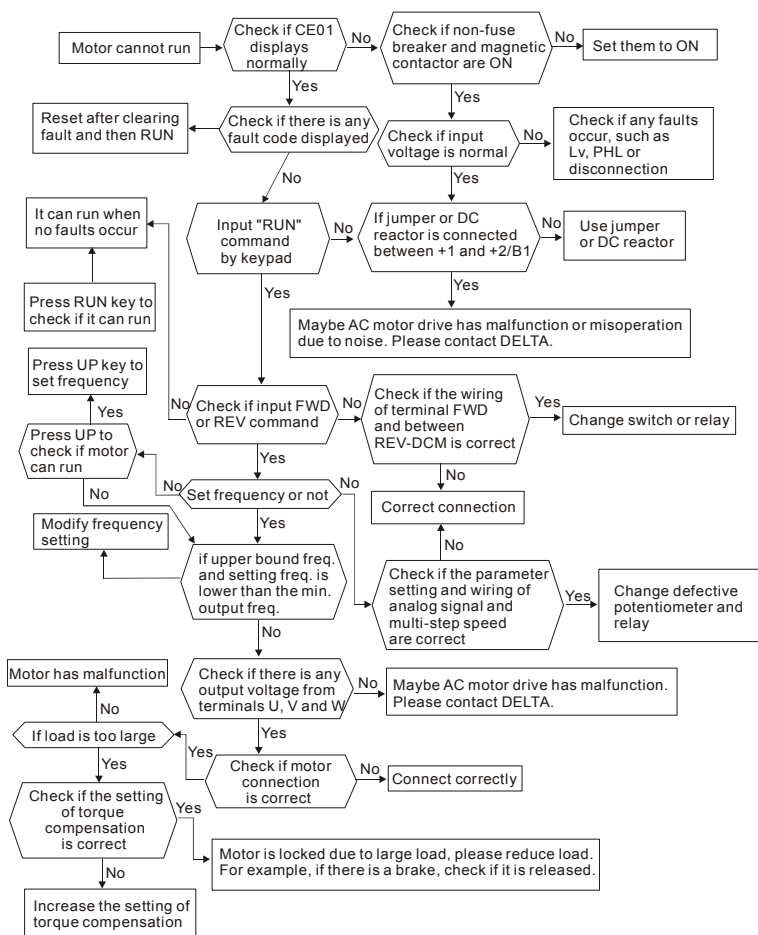 Motor cannot run
Check if CE01
displays
normally
No
Check if non-fuse
breaker and magnetic
contactor are ON
No
Set them to ON
Yes
Yes
Reset after clearing
fault and then RUN
Check if there is any
fault code displayed
Check if input
voltage is normal
No
Check if any faults
occur, such as
Lv, PHL or
disconnection
No
Yes
It can run when
no faults occur
Input "RUN"
command
by keypad
No
If jumper or DC
reactor is connected
between +1 and +2/B1
No
Use jumper
or DC reactor
Press RUN key to
check if it can run
Yes
Yes
Maybe AC motor drive has malfunction or misoperation
due to noise. Please contact DELTA.
Press UP key to
set frequency
No
Check if input FWD
or REV command
No
Check if the wiring
of terminal FWD
and between
REV-DCM is correct
Yes
Change switch or relay
Yes
Press UP to
check if motor
can run
Yes
No
No
No
Set frequency or not
No
Correct connection
Modify frequency
setting
Yes
No
if upper bound freq.
and setting freq. is
lower than the min.
output freq.
Check if the parameter
setting and wiring of
analog signal and
multi-step speed
are correct
Yes
Change defective
potentiometer and
relay
No
Motor has malfunction
Check if there is any
output voltage from
terminals U, V and W
No
Maybe AC motor drive has malfunction.
Please contact DELTA.
No
Yes
If load is too large
Yes
Check if motor
connection
is correct
No
Connect correctly
Yes
Check if the setting
of torque
compensation
is correct
Yes
Motor is locked due to large load, please reduce load.
For example, if there is a brake, check if it is released.
No
Increase the setting of
torque compensation